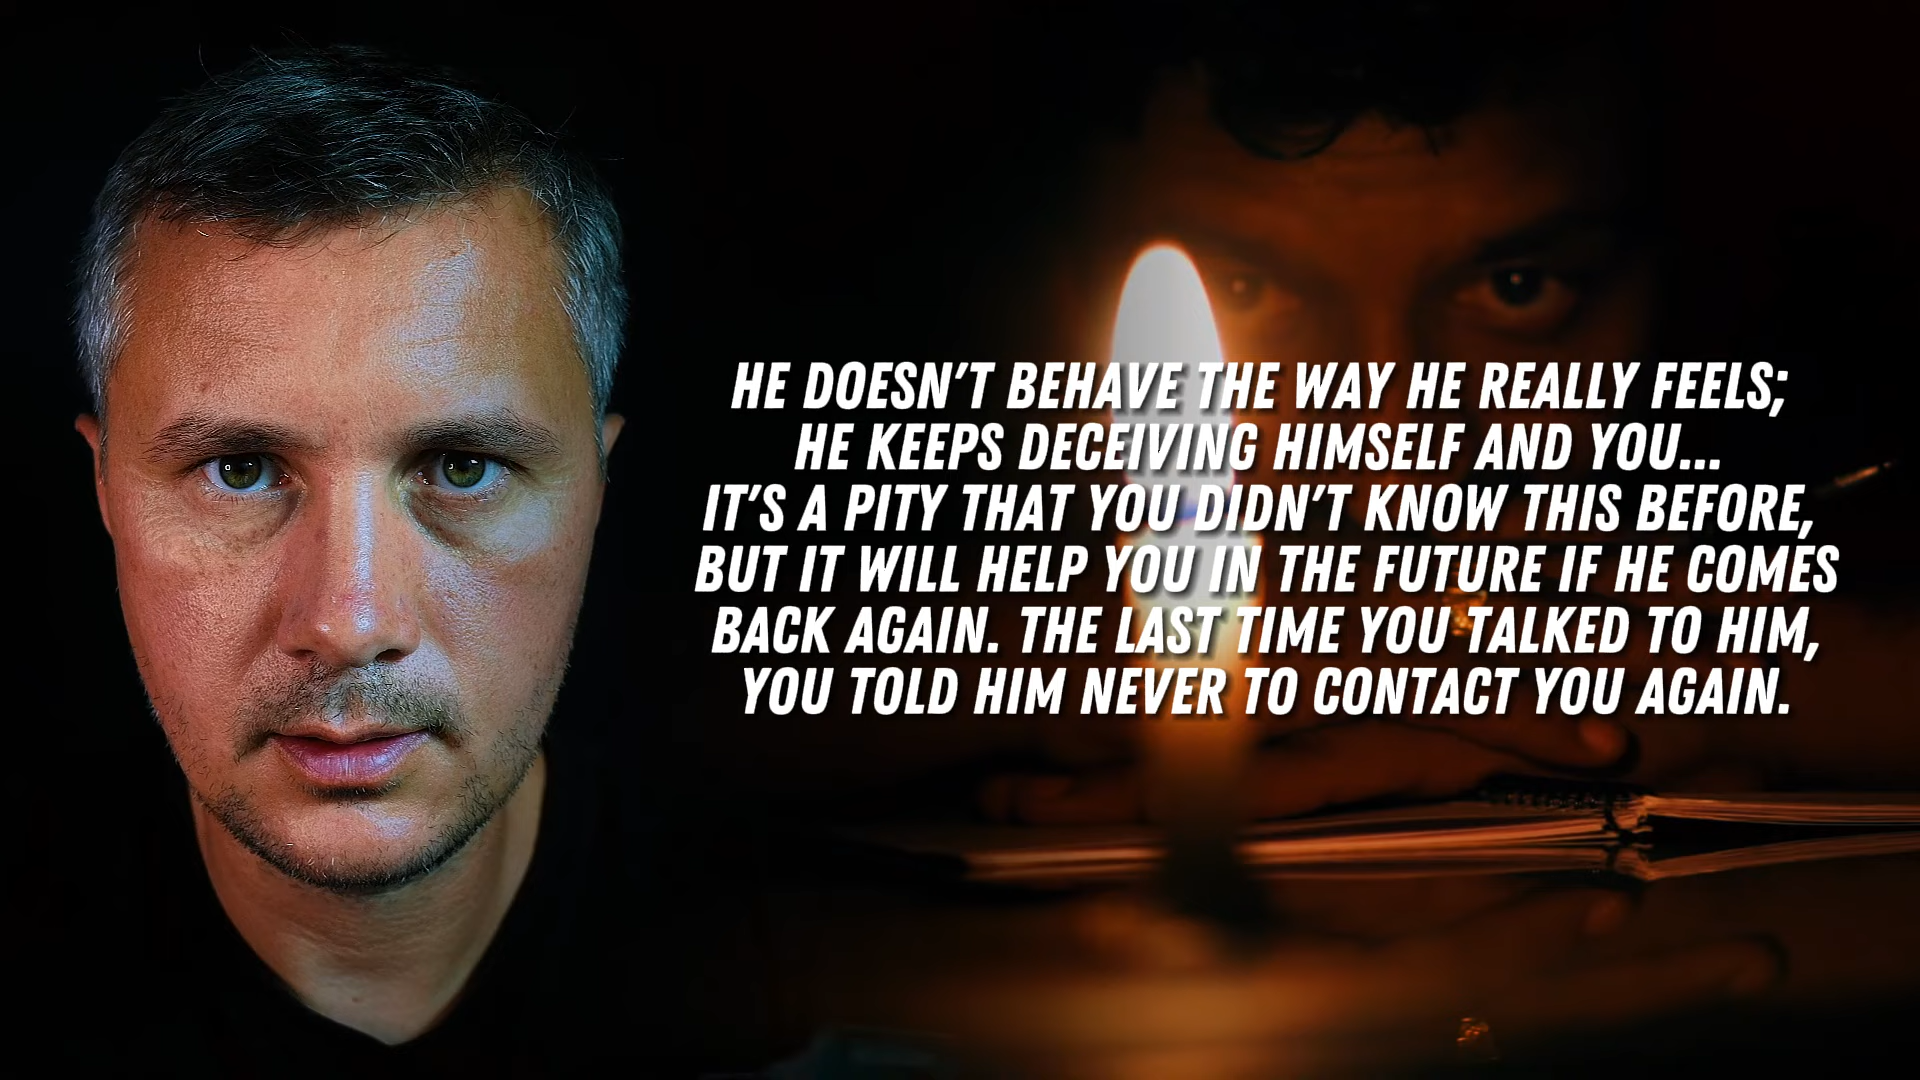 HE DOESN'T BEHAVE THE WAY HE REALLY FEELS;
HE KEEPS DECEIVING HIMSELF AND YOU...
IT'S A PITY THAT YOU DIDN'T KNOW THIS BEFORE,
BUT IT WILL HELP YOU IN THE FUTURE IF HE COMES
BACK AGAIN. THE LAST TIME YOU TALKED TO HIM,
YOU TOLD HIM NEVER TO CONTACT YOU AGAIN.